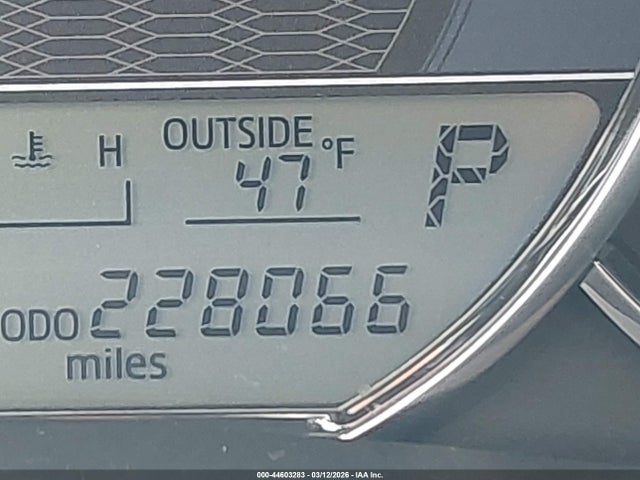 OUTSIDE
H 47 °F P
ODO 228066
miles
000-44603283 - 03/12/2026 - IAA Inc.